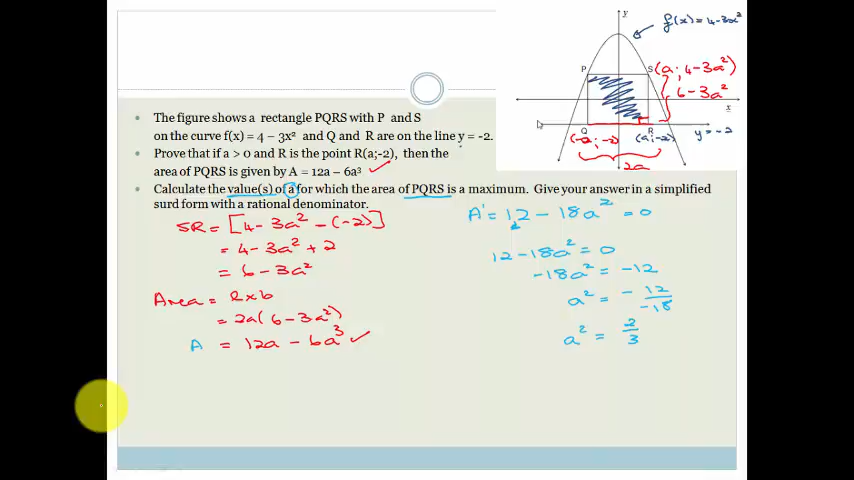 y
f(x) = 4-3x²
P
S
(a ; 4-3a²)
6-3a²
x
Q
R
y = -2
(-a ; -2)
(a ; -2)
2a
The figure shows a rectangle PQRS with P and S
on the curve f(x) = 4 – 3x² and Q and R are on the line y = -2.
Prove that if a > 0 and R is the point R(a;-2), then the
area of PQRS is given by A = 12a – 6a³
Calculate the value(s) of a for which the area of PQRS is a maximum. Give your answer in a simplified
surd form with a rational denominator.
SR = [4-3a² -(-2)]
= 4-3a² +2
= 6-3a²
Area = l x b
= 2a(6-3a²)
A = 12a - 6a³ ✓
A' = 12 - 18a² = 0
12-18a² = 0
-18a² = -12
a² = -12/-18
a² = 2/3